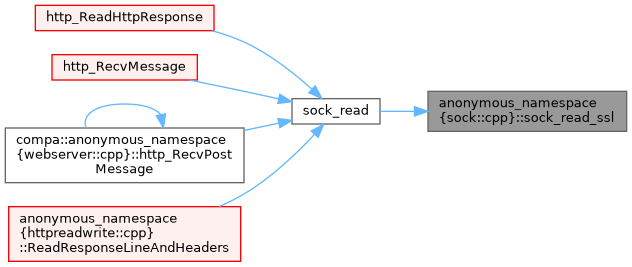 http_ReadHttpResponse
http_RecvMessage
compa::anonymous_namespace
{webserver::cpp}::http_RecvPost
Message
anonymous_namespace
{httpreadwrite::cpp}
::ReadResponseLineAndHeaders
sock_read
anonymous_namespace
{sock::cpp}::sock_read_ssl